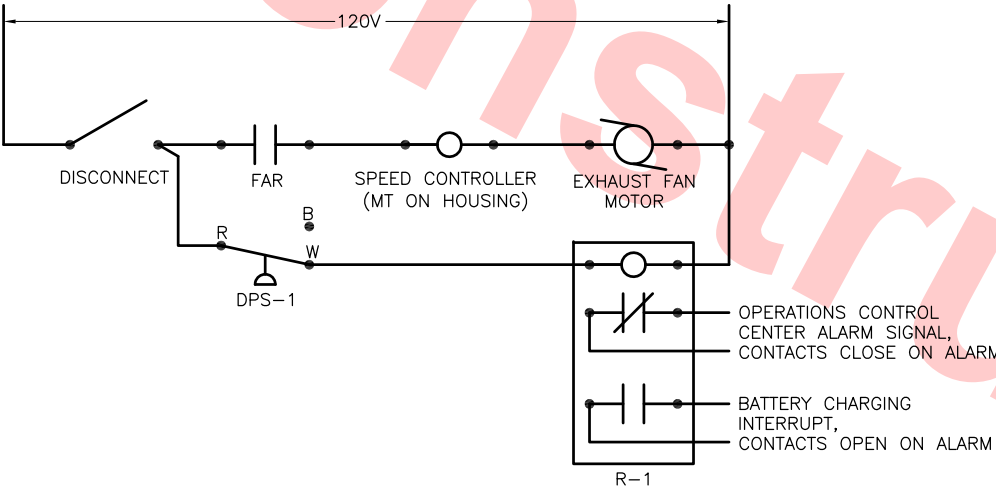 120V
DISCONNECT
FAR
SPEED CONTROLLER
(MT ON HOUSING)
EXHAUST FAN
MOTOR
B
R
W
DPS-1
OPERATIONS CONTROL
CENTER ALARM SIGNAL,
CONTACTS CLOSE ON ALARM
BATTERY CHARGING
INTERRUPT,
CONTACTS OPEN ON ALARM
R-1
onstru